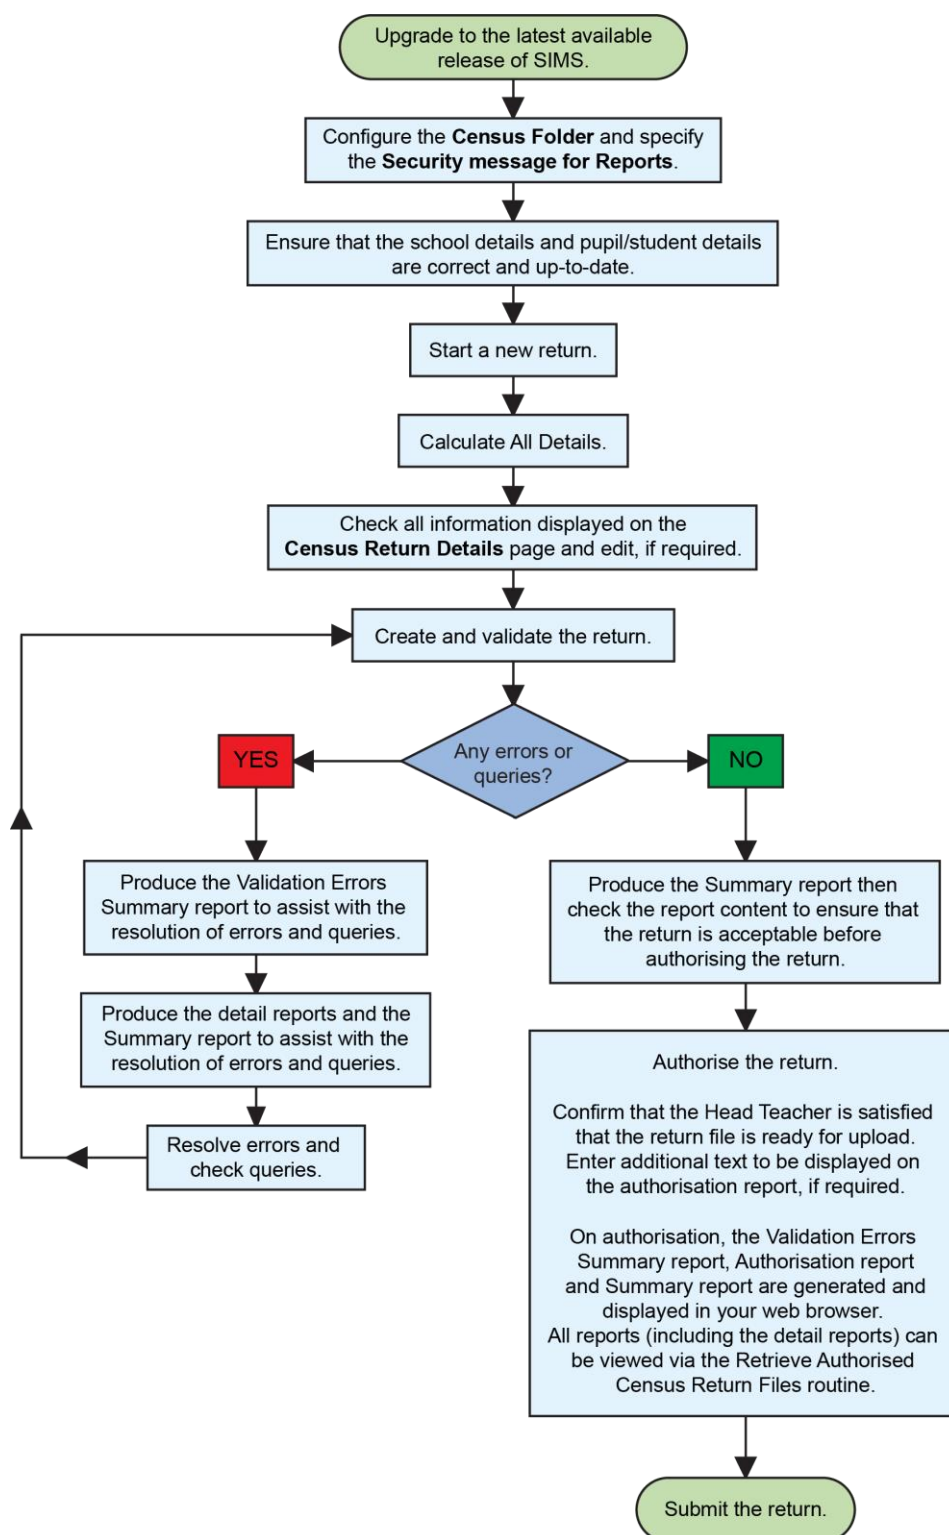 Upgrade to the latest available
release of SIMS.
Configure the Census Folder and specify
the Security message for Reports.
Ensure that the school details and pupil/student details
are correct and up-to-date.
Start a new return.
Calculate All Details.
Check all information displayed on the
Census Return Details page and edit, if required.
Create and validate the return.
Any errors or
queries?
YES
NO
Produce the Validation Errors
Summary report to assist with the
resolution of errors and queries.
Produce the detail reports and the
Summary report to assist with the
resolution of errors and queries.
Resolve errors and
check queries.
Produce the Summary report then
check the report content to ensure that
the return is acceptable before
authorising the return.
Authorise the return.
Confirm that the Head Teacher is satisfied
that the return file is ready for upload.
Enter additional text to be displayed on
the authorisation report, if required.
On authorisation, the Validation Errors
Summary report, Authorisation report
and Summary report are generated and
displayed in your web browser.
All reports (including the detail reports) can
be viewed via the Retrieve Authorised
Census Return Files routine.
Submit the return.